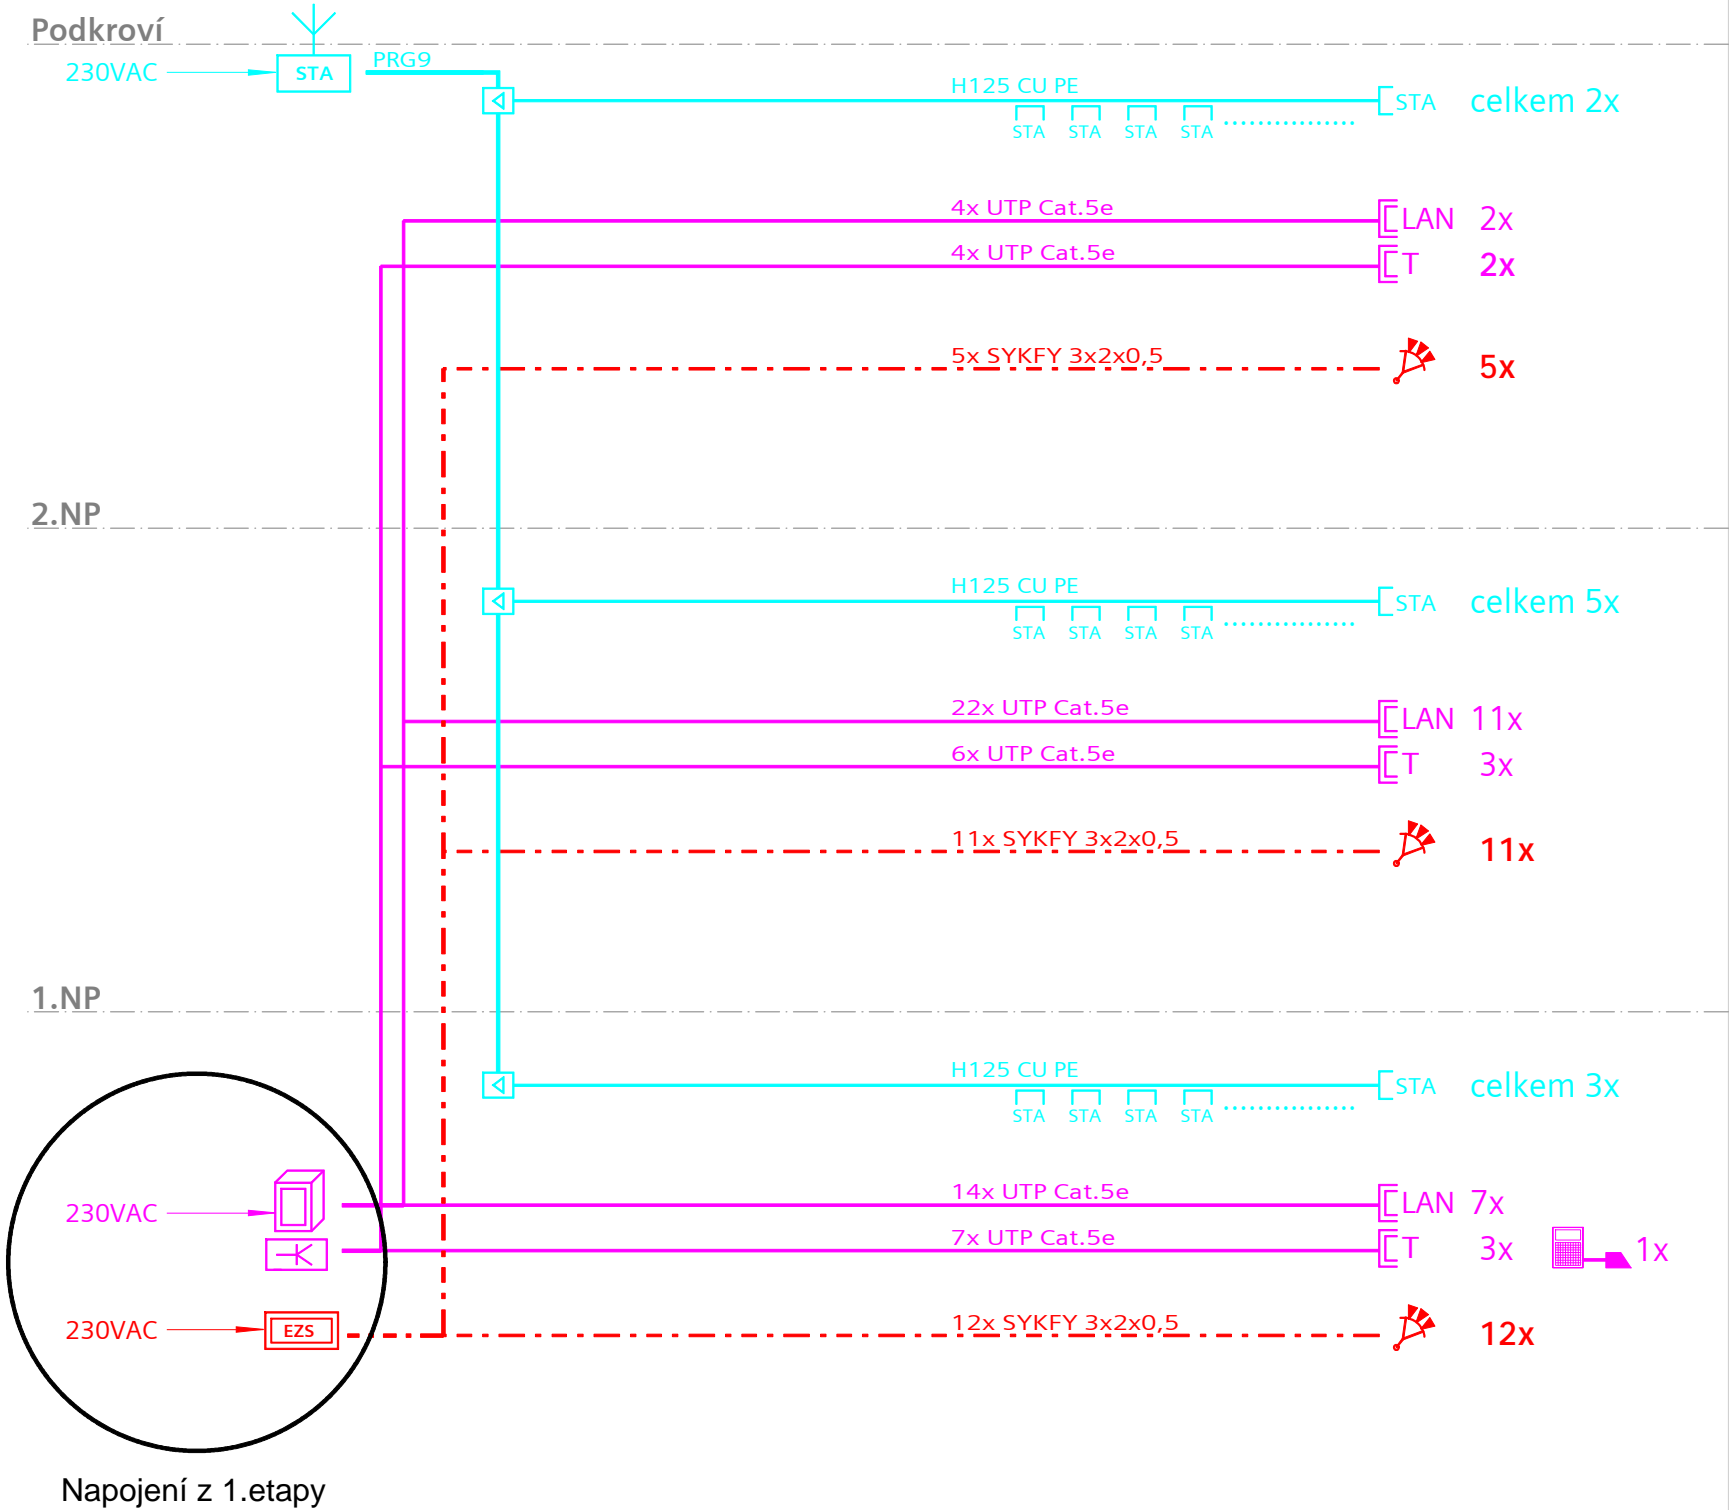 Podkroví
230VAC
STA
PRG9
H125 CU PE
STA celkem 2x
STA STA STA STA
4x UTP Cat.5e
LAN 2x
4x UTP Cat.5e
T 2x
5x SYKFY 3x2x0,5
5x
2.NP
H125 CU PE
STA celkem 5x
STA STA STA STA
22x UTP Cat.5e
LAN 11x
6x UTP Cat.5e
T 3x
11x SYKFY 3x2x0,5
11x
1.NP
H125 CU PE
STA celkem 3x
STA STA STA STA
14x UTP Cat.5e
230VAC
LAN 7x
7x UTP Cat.5e
T 3x 1x
12x SYKFY 3x2x0,5
230VAC
EZS
12x
Napojení z 1.etapy